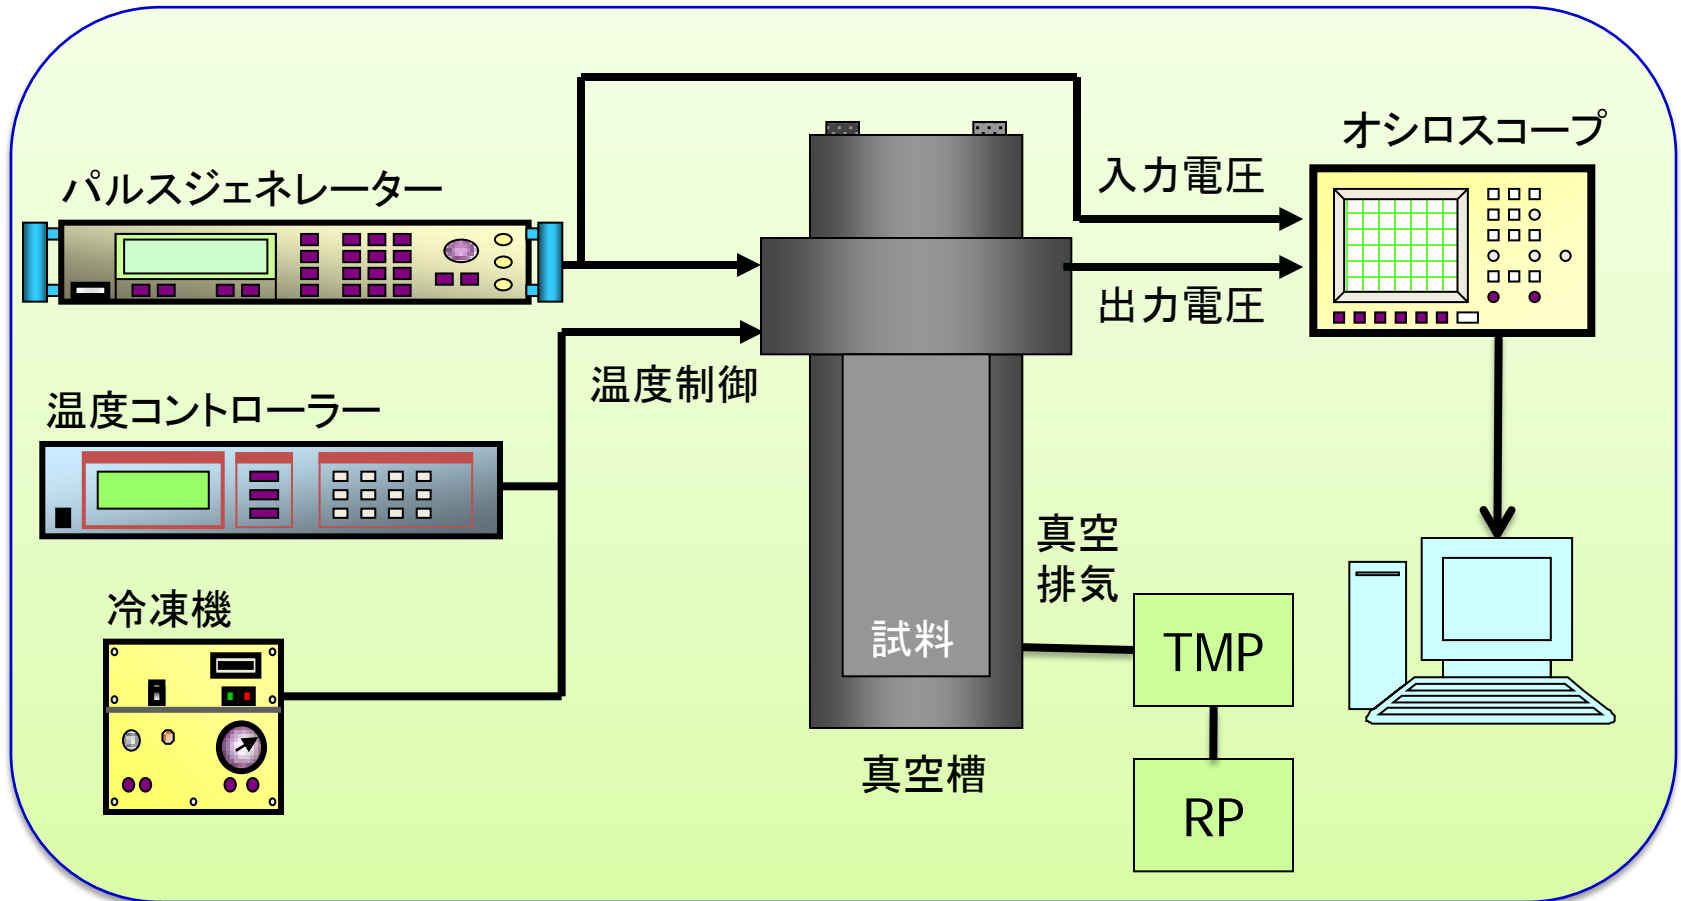 オシロスコープ
入力電圧
パルスジェネレーター
出力電圧
温度制御
温度コントローラー
真空
排気
冷凍機
試料
TMP
真空槽
RP